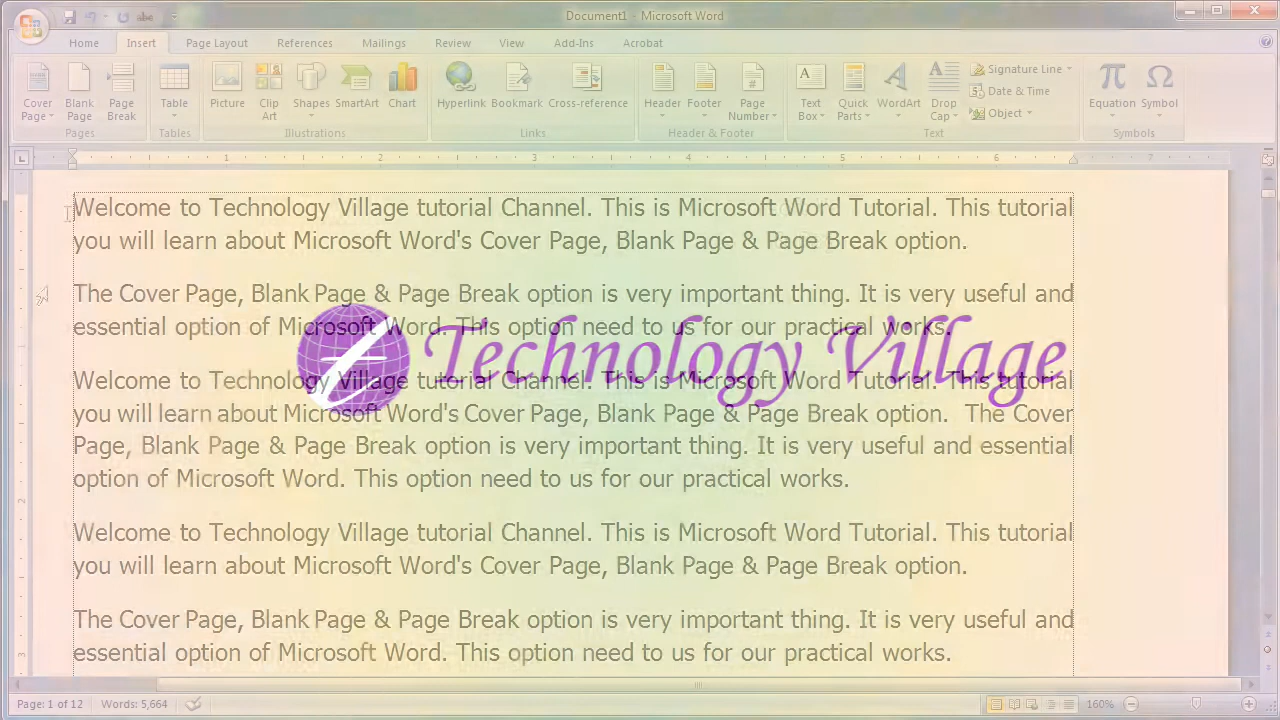 Document1 - Microsoft Word
Home Insert Page Layout References Mailings Review View Add-Ins Acrobat
Cover Page Blank Page Page Break Table Picture Clip Art Shapes SmartArt Chart Hyperlink Bookmark Cross-reference Header Footer Page Number Text Box Quick Parts WordArt Drop Cap Signature Line Date & Time Object Equation Symbol
Pages Tables Illustrations Links Header & Footer Text Symbols
1 2 3 4 5 6 7
Welcome to Technology Village tutorial Channel. This is Microsoft Word Tutorial. This tutorial
you will learn about Microsoft Word's Cover Page, Blank Page & Page Break option.
The Cover Page, Blank Page & Page Break option is very important thing. It is very useful and
essential option of Microsoft Word. This option need to us for our practical works.
Technology Village
Welcome to Technology Village tutorial Channel. This is Microsoft Word Tutorial. This tutorial
you will learn about Microsoft Word's Cover Page, Blank Page & Page Break option. The Cover
Page, Blank Page & Page Break option is very important thing. It is very useful and essential
option of Microsoft Word. This option need to us for our practical works.
Welcome to Technology Village tutorial Channel. This is Microsoft Word Tutorial. This tutorial
you will learn about Microsoft Word's Cover Page, Blank Page & Page Break option.
The Cover Page, Blank Page & Page Break option is very important thing. It is very useful and
essential option of Microsoft Word. This option need to us for our practical works.
Page: 1 of 12 Words: 5,664 160%